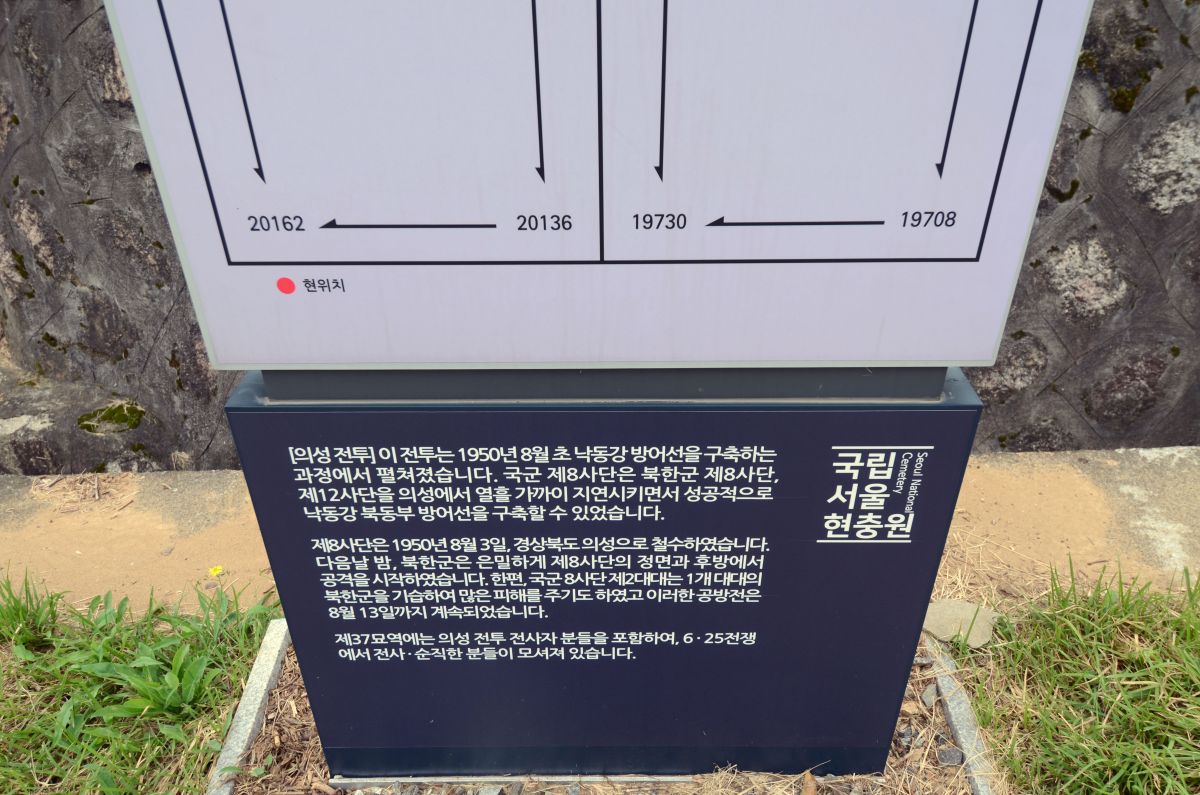 20162
20136
19730
19708
현위치
[의성 전투] 이 전투는 1950년 8월 초 낙동강 방어선을 구축하는
과정에서 펼쳐졌습니다. 국군 제8사단은 북한군 제8사단,
제12사단을 의성에서 열흘 가까이 지연시키면서 성공적으로
낙동강 북동부 방어선을 구축할 수 있었습니다.
제8사단은 1950년 8월 3일, 경상북도 의성으로 철수하였습니다.
다음날 밤, 북한군은 은밀하게 제8사단의 정면과 후방에서
공격을 시작하였습니다. 한편, 국군 8사단 제2대대는 1개 대대의
북한군을 기습하여 많은 피해를 주기도 하였고 이러한 공방전은
8월 13일까지 계속되었습니다.
제37묘역에는 의성 전투 전사자 분들을 포함하여, 6·25전쟁
에서 전사·순직한 분들이 모셔져 있습니다.
국립
서울
현충원
Seoul National
Cemetery